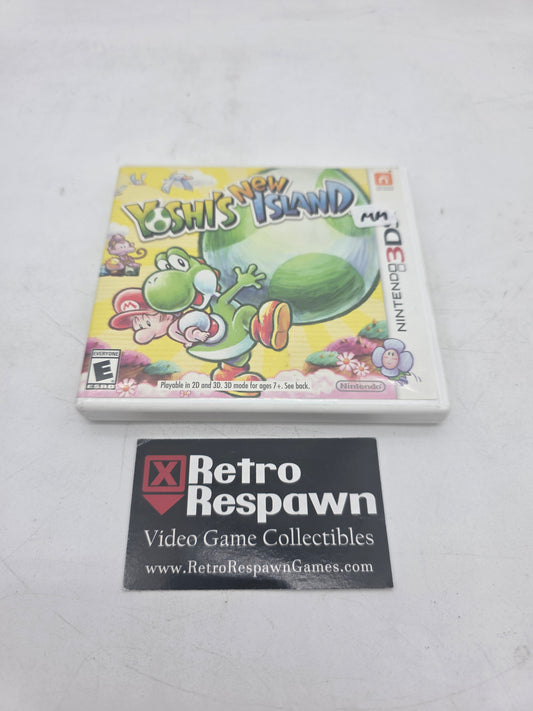 YOSHI'S New ISLAND
MM
NINTENDO 3DS
EVERYONE
E
ESRB
Playable in 2D and 3D. 3D mode for ages 7+. See back.
Nintendo
X Retro
Respawn
Video Game Collectibles
www.RetroRespawnGames.com